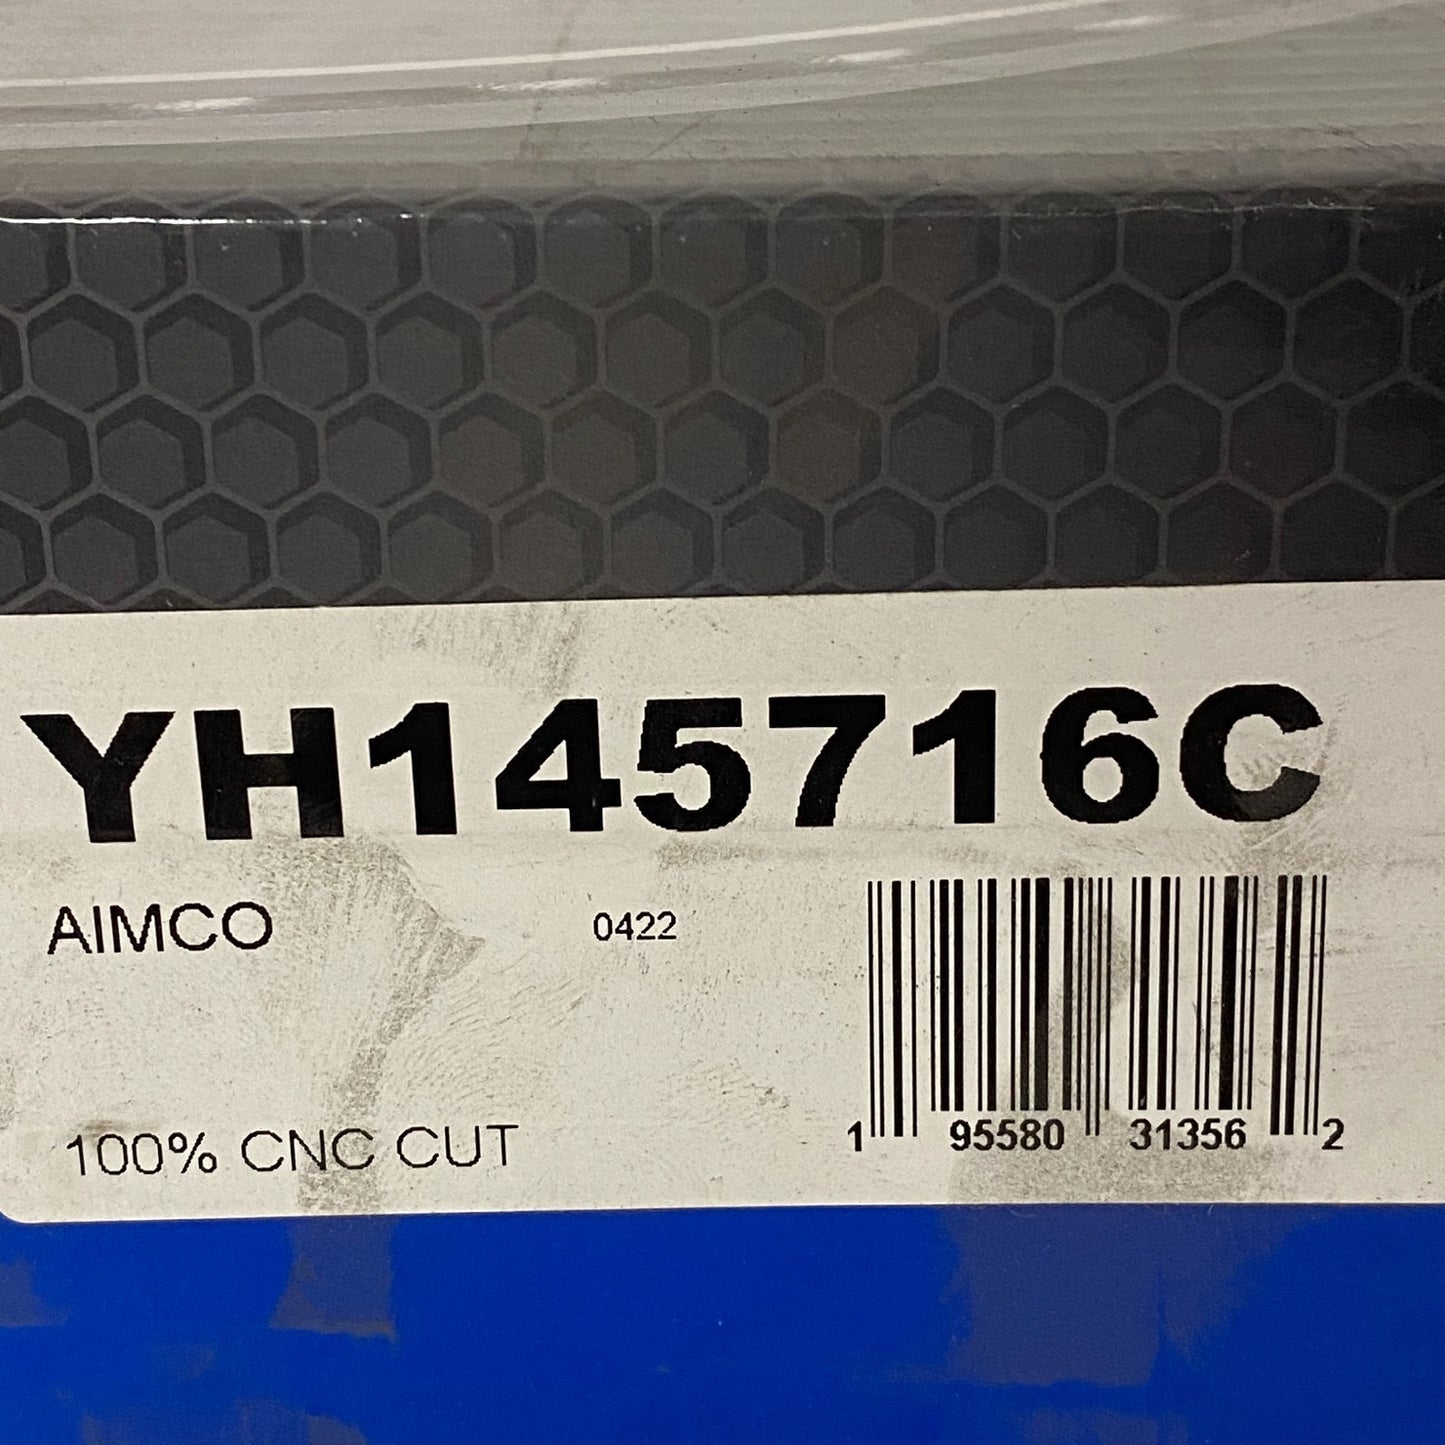 YH145716C
AIMCO 0422
100% CNC CUT
1 95580 31356 2